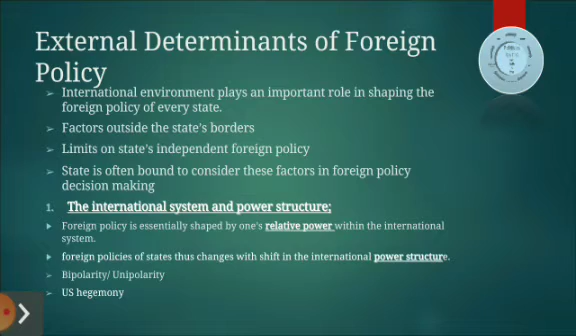 External Determinants of Foreign
Policy
➢ International environment plays an important role in shaping the
foreign policy of every state.
➢ Factors outside the state's borders
➢ Limits on state's independent foreign policy
➢ State is often bound to consider these factors in foreign policy
decision making
1. The international system and power structure;
▶ Foreign policy is essentially shaped by one's relative power within the international
system.
▶ foreign policies of states thus changes with shift in the international power structure.
➢ Bipolarity/ Unipolarity
➢ US hegemony